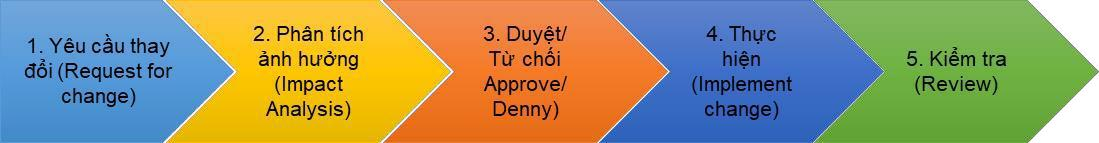 1. Yêu cầu thay
đổi (Request for
change)
2. Phân tích
ảnh hưởng
(Impact
Analysis)
3. Duyệt/
Từ chối
Approve/
Denny)
4. Thực
hiện
(Implement
change)
5. Kiểm tra
(Review)